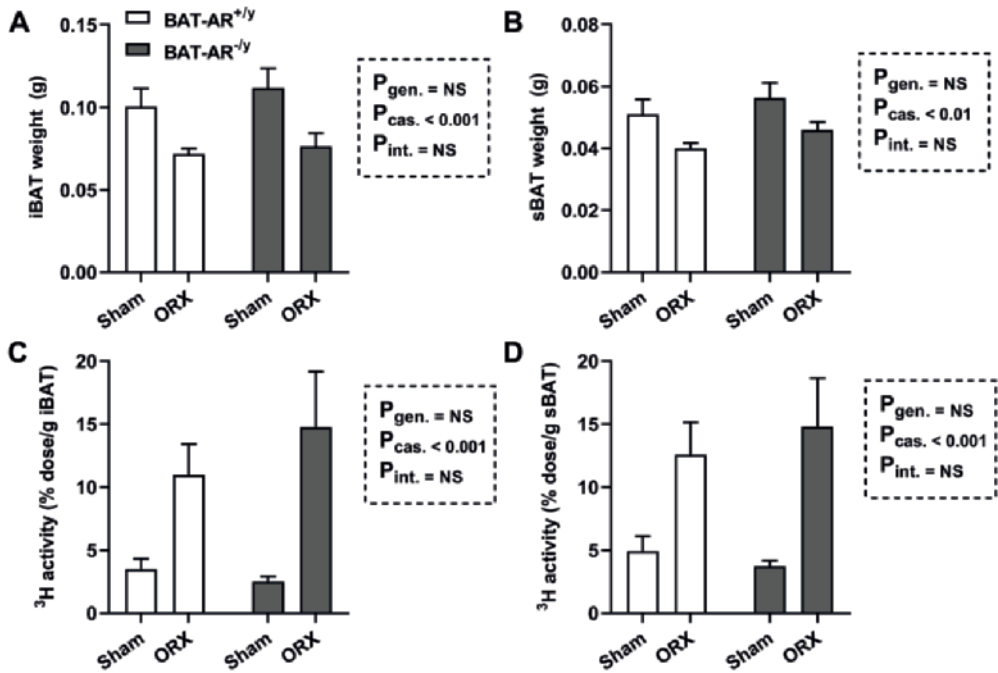 A
BAT-AR+/y
BAT-AR-/y
iBAT weight (g)
0.15
0.10
0.05
0.00
Sham
ORX
Sham
ORX
Pgen. = NS
Pcas. < 0.001
Pint. = NS
B
sBAT weight (g)
0.08
0.06
0.04
0.02
0.00
Sham
ORX
Sham
ORX
Pgen. = NS
Pcas. < 0.01
Pint. = NS
C
3H activity (% dose/g iBAT)
20
15
10
5
0
Sham
ORX
Sham
ORX
Pgen. = NS
Pcas. < 0.001
Pint. = NS
D
3H activity (% dose/g sBAT)
20
15
10
5
0
Sham
ORX
Sham
ORX
Pgen. = NS
Pcas. < 0.001
Pint. = NS